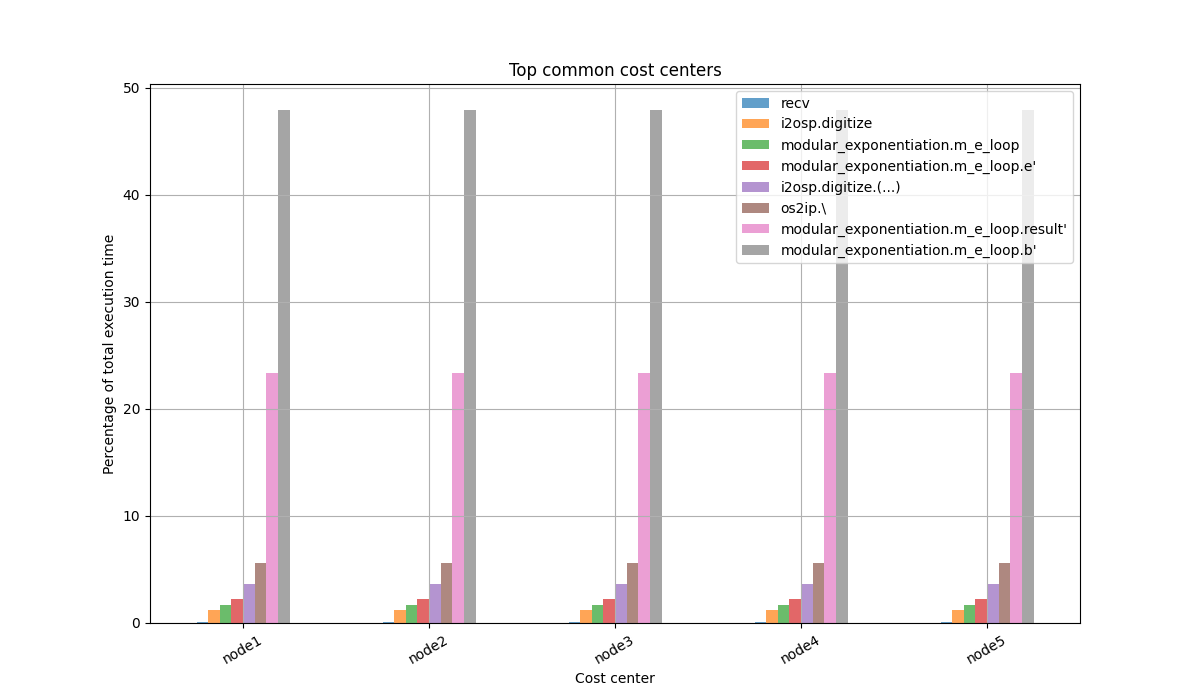 Top common cost centers
recv
i2osp.digitize
modular_exponentiation.m_e_loop
modular_exponentiation.m_e_loop.e'
i2osp.digitize.(...)
os2ip.\
modular_exponentiation.m_e_loop.result'
modular_exponentiation.m_e_loop.b'
Percentage of total execution time
50
40
30
20
10
0
node1
node2
node3
node4
node5
Cost center